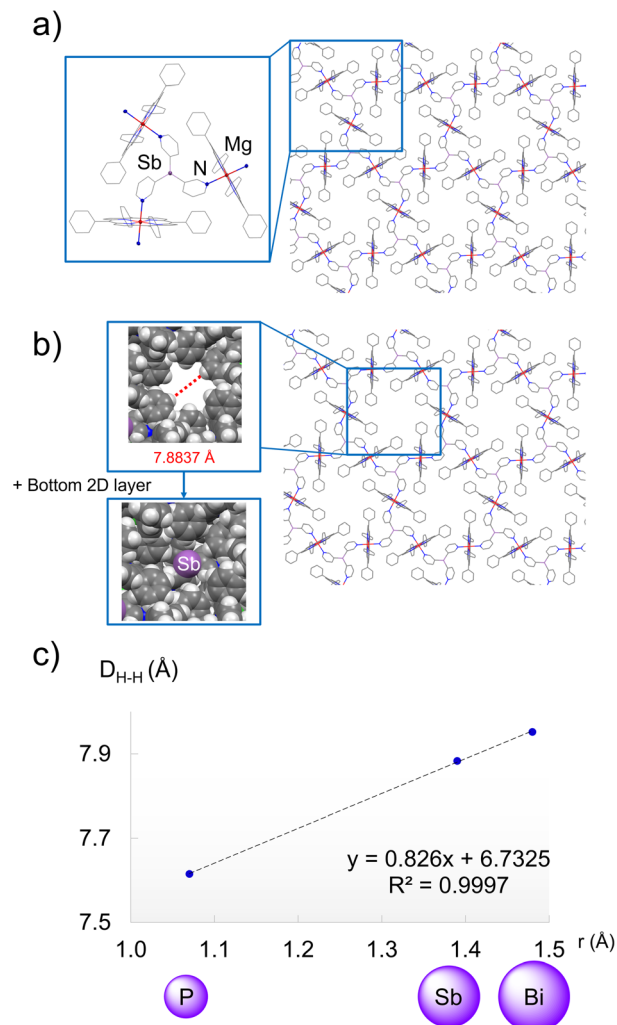 a)
Sb
N
Mg
b)
7.8837 Å
+ Bottom 2D layer
Sb
c)
D_H-H (Å)
7.9
7.7
7.5
y = 0.826x + 6.7325
R² = 0.9997
1.0 1.1 1.2 1.3 1.4 1.5 r (Å)
P Sb Bi